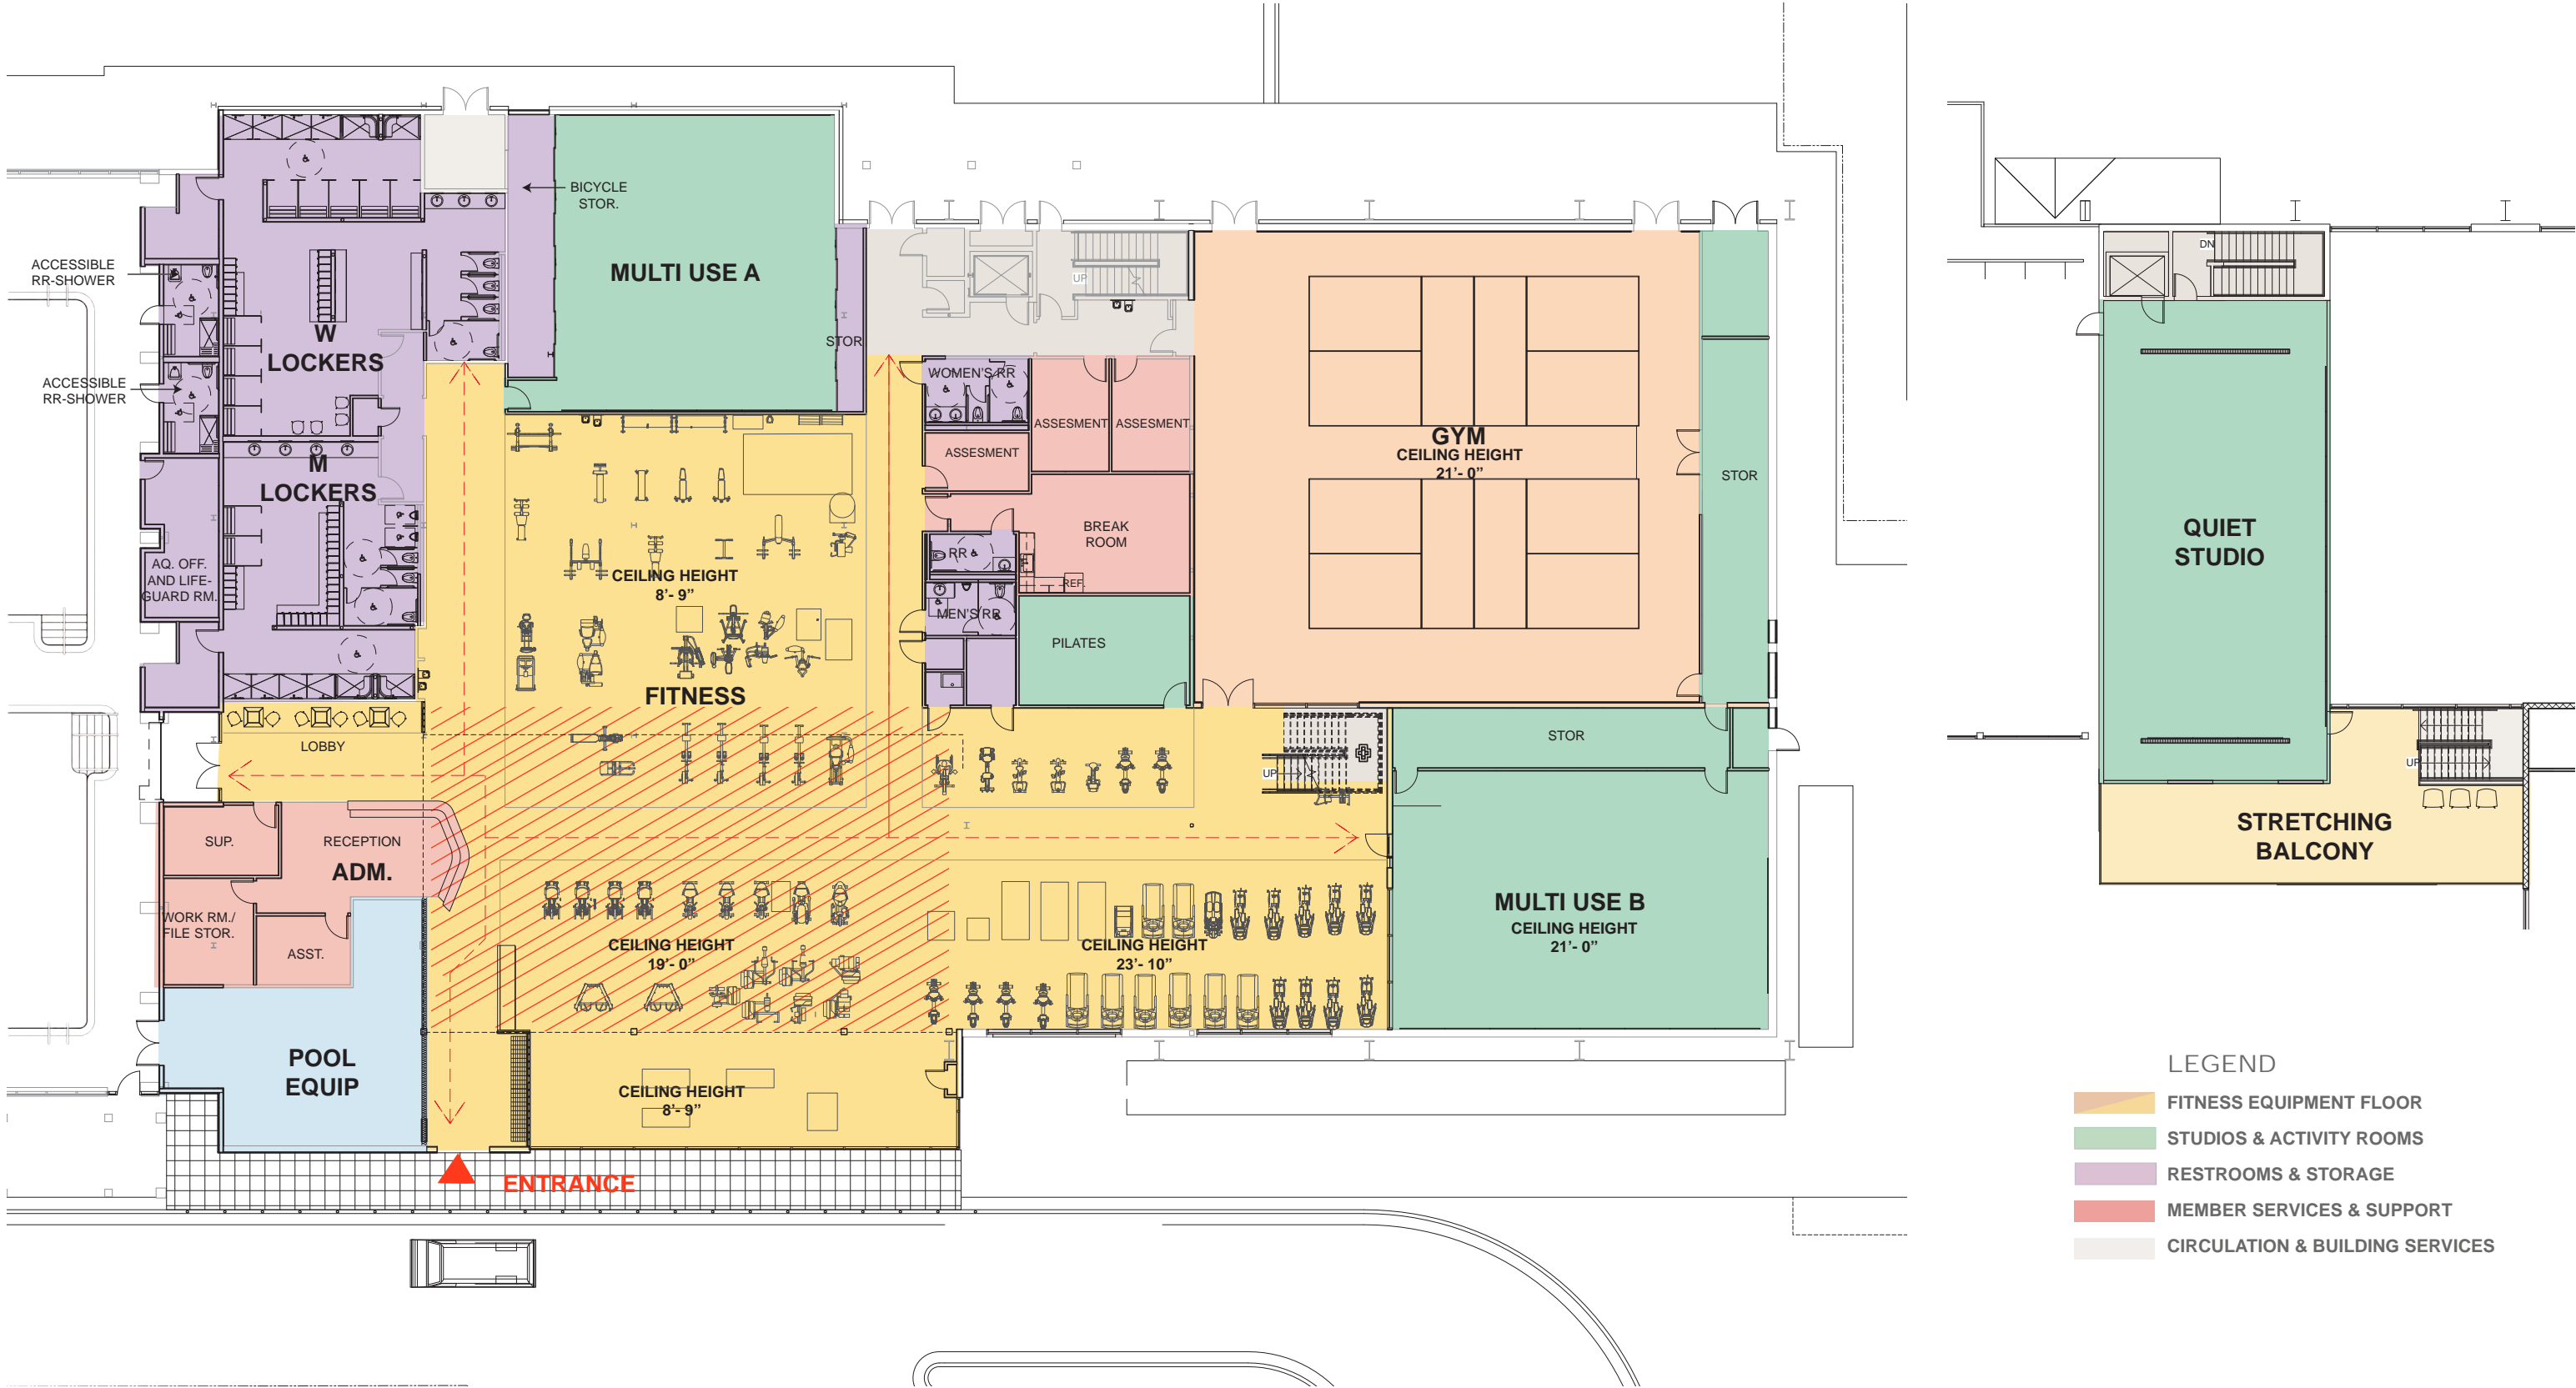 BICYCLE
STOR.
MULTI USE A
STOR
ACCESSIBLE
RR-SHOWER
W
LOCKERS
ACCESSIBLE
RR-SHOWER
M
LOCKERS
AQ. OFF.
AND LIFE-
GUARD RM.
UP
WOMEN'S RR
ASSESMENT
ASSESMENT
ASSESMENT
BREAK
ROOM
REF.
RR
MEN'S RR
PILATES
GYM
CEILING HEIGHT
21'- 0"
STOR
CEILING HEIGHT
8'- 9"
FITNESS
LOBBY
SUP.
RECEPTION
ADM.
WORK RM./
FILE STOR.
ASST.
POOL
EQUIP
CEILING HEIGHT
19'- 0"
CEILING HEIGHT
23'- 10"
CEILING HEIGHT
8'- 9"
UP
STOR
MULTI USE B
CEILING HEIGHT
21'- 0"
ENTRANCE
DN
QUIET
STUDIO
UP
STRETCHING
BALCONY
LEGEND
FITNESS EQUIPMENT FLOOR
STUDIOS & ACTIVITY ROOMS
RESTROOMS & STORAGE
MEMBER SERVICES & SUPPORT
CIRCULATION & BUILDING SERVICES